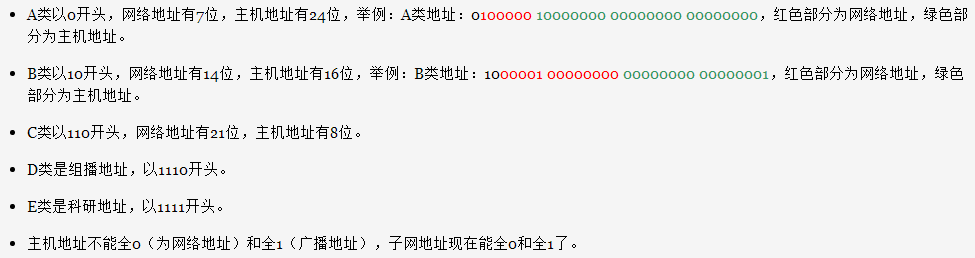 A类以0开头，网络地址有7位，主机地址有24位，举例：A类地址：0100000 10000000 00000000 00000000，红色部分为网络地址，绿色部
分为主机地址。
B类以10开头，网络地址有14位，主机地址有16位，举例：B类地址：1000001 00000000 00000000 00000001，红色部分为网络地址，绿色
部分为主机地址。
C类以110开头，网络地址有21位，主机地址有8位。
D类是组播地址，以1110开头。
E类是科研地址，以1111开头。
主机地址不能全0（为网络地址）和全1（广播地址），子网地址现在能全0和全1了。